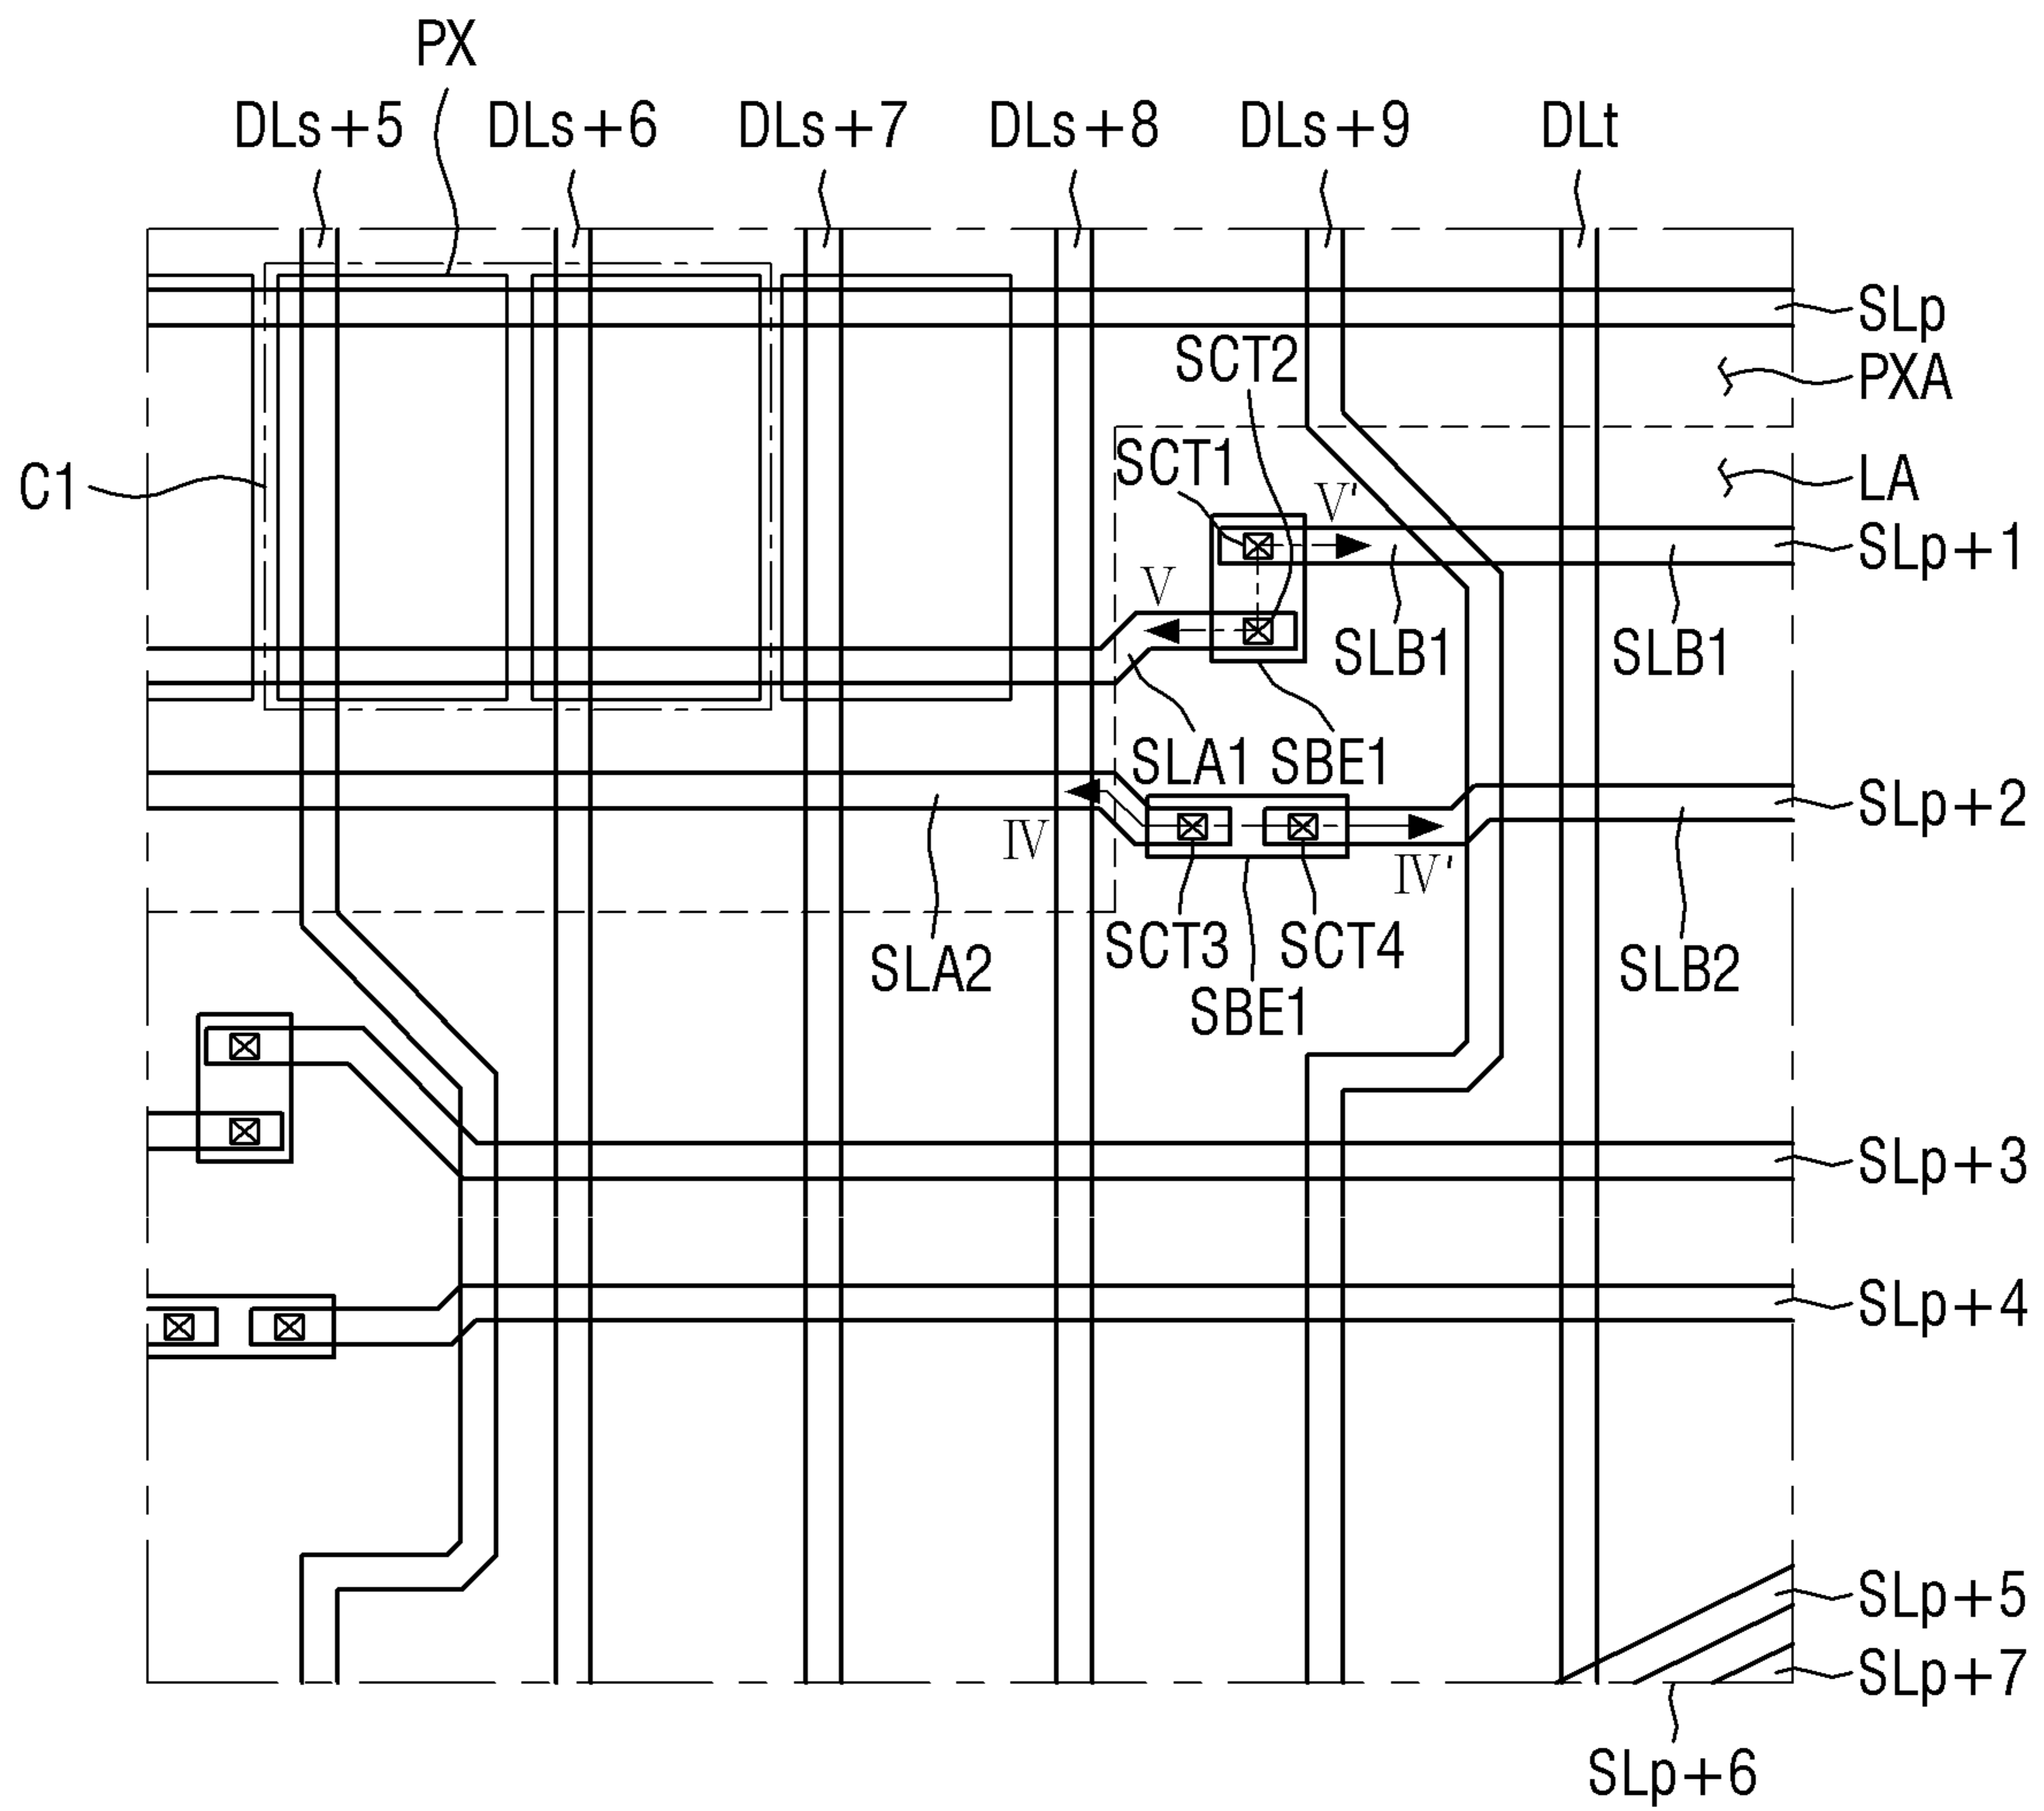 PX
DLs+5 DLs+6 DLs+7 DLs+8 DLs+9 DLt
SLp
SCT2
PXA
SCT1
C1
V'
LA
SLp+1
V
SLB1 SLB1
SLA1 SBE1
SLp+2
IV
IV'
SCT3 SCT4
SLA2
SLB2
SBE1
SLp+3
SLp+4
SLp+5
SLp+7
SLp+6